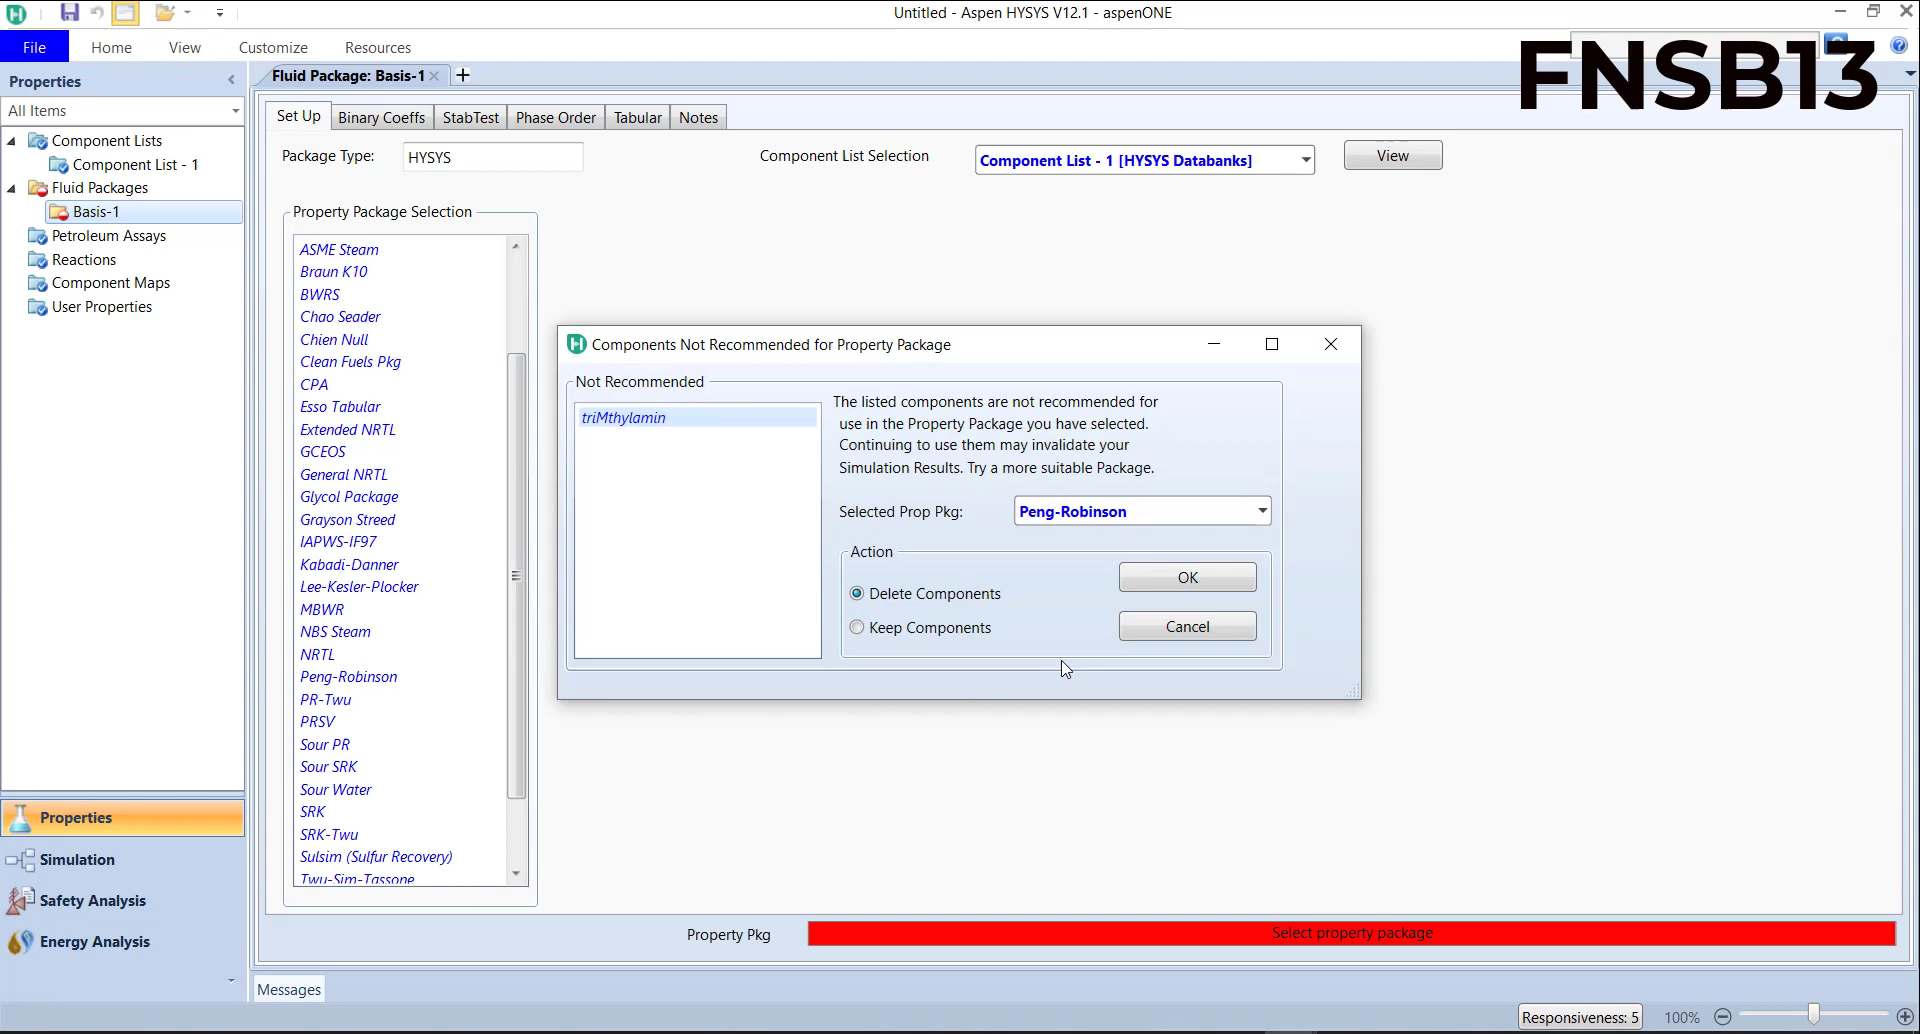 Untitled - Aspen HYSYS V12.1 - aspenONE
File
Home
View
Customize
Resources
FNSB13
Properties
All Items
Component Lists
Component List - 1
Fluid Packages
Basis-1
Petroleum Assays
Reactions
Component Maps
User Properties
Properties
Simulation
Safety Analysis
Energy Analysis
Fluid Package: Basis-1
Set Up
Binary Coeffs
StabTest
Phase Order
Tabular
Notes
Package Type:
HYSYS
Component List Selection
Component List - 1 [HYSYS Databanks]
View
Property Package Selection
ASME Steam
Braun K10
BWRS
Chao Seader
Chien Null
Clean Fuels Pkg
CPA
Esso Tabular
Extended NRTL
GCEOS
General NRTL
Glycol Package
Grayson Streed
IAPWS-IF97
Kabadi-Danner
Lee-Kesler-Plocker
MBWR
NBS Steam
NRTL
Peng-Robinson
PR-Twu
PRSV
Sour PR
Sour SRK
Sour Water
SRK
SRK-Twu
Sulsim (Sulfur Recovery)
Twu-Sim-Tassone
Components Not Recommended for Property Package
Not Recommended
triMthylamin
The listed components are not recommended for
use in the Property Package you have selected.
Continuing to use them may invalidate your
Simulation Results. Try a more suitable Package.
Selected Prop Pkg:
Peng-Robinson
Action
Delete Components
Keep Components
OK
Cancel
Property Pkg
Select property package
Messages
Responsiveness: 5
100%